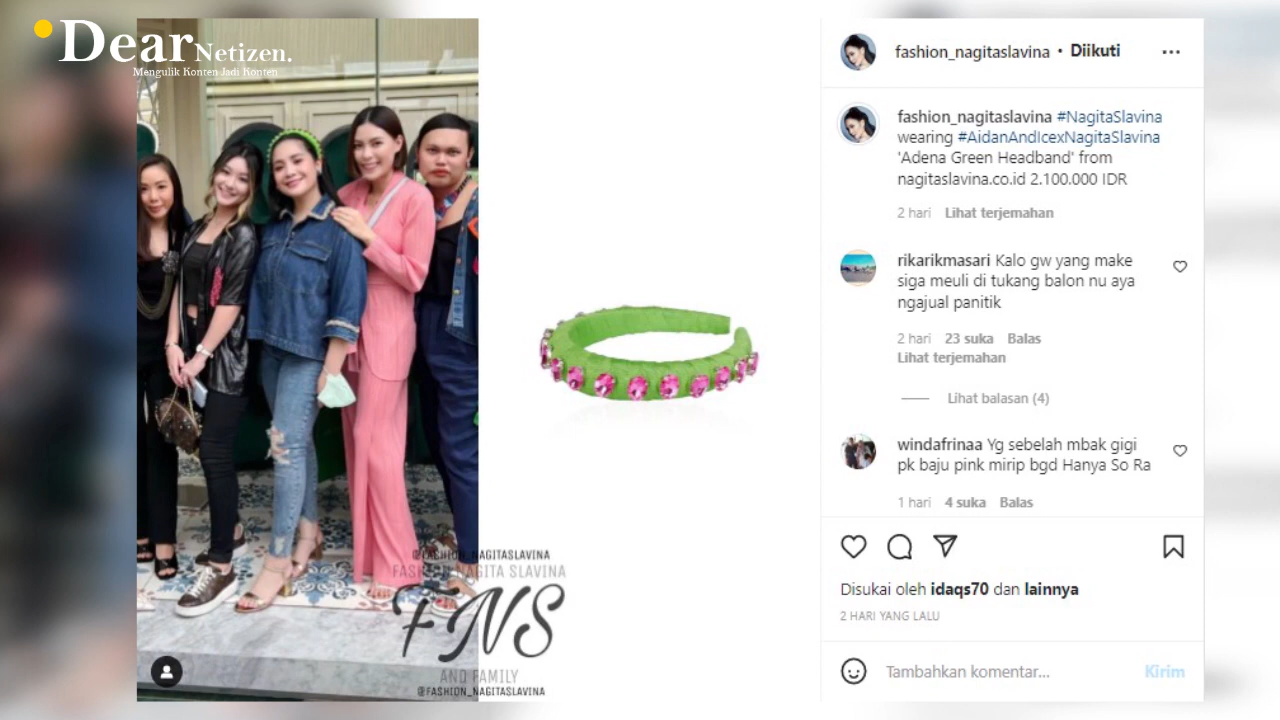 Dear Netizen.
Mengulik Konten Jadi Konten
@FASHION_NAGITASLAVINA
FASHION NAGITA SLAVINA
FNS
AND FAMILY
@FASHION_NAGITASLAVINA
fashion_nagitaslavina • Diikuti
fashion_nagitaslavina #NagitaSlavina
wearing #AidanAndIcexNagitaSlavina
'Adena Green Headband' from
nagitaslavina.co.id 2.100.000 IDR
2 hari Lihat terjemahan
rikarikmasari Kalo gw yang make
siga meuli di tukang balon nu aya
ngajual panitik
2 hari 23 suka Balas
Lihat terjemahan
Lihat balasan (4)
windafrinaa Yg sebelah mbak gigi
pk baju pink mirip bgd Hanya So Ra
1 hari 4 suka Balas
Disukai oleh idaqs70 dan lainnya
2 HARI YANG LALU
Tambahkan komentar...
Kirim